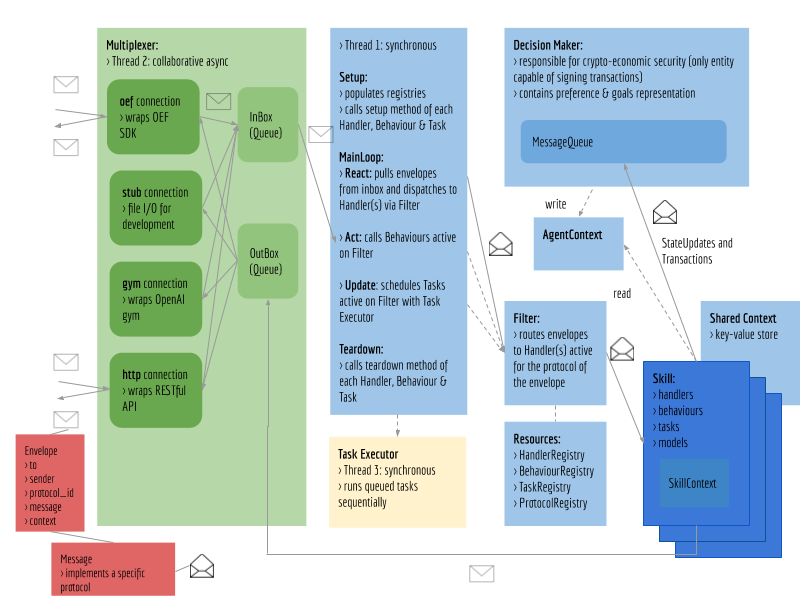 Multiplexer:
› Thread 2: collaborative async
oef connection
› wraps OEF
SDK
stub connection
› file I/O for
development
gym connection
› wraps OpenAI
gym
http connection
› wraps RESTful
API
InBox
(Queue)
OutBox
(Queue)
Envelope
› to
› sender
› protocol_id
› message
› context
Message
› implements a specific
protocol
› Thread 1: synchronous
Setup:
› populates registries
› calls setup method of each
Handler, Behaviour & Task
MainLoop:
› React: pulls envelopes
from inbox and dispatches to
Handler(s) via Filter
› Act: calls Behaviours active
on Filter
› Update: schedules Tasks
active on Filter with Task
Executor
Teardown:
› calls teardown method of
each Handler, Behaviour &
Task
Task Executor
› Thread 3: synchronous
› runs queued tasks
sequentially
Decision Maker:
› responsible for crypto-economic security (only entity
capable of signing transactions)
› contains preference & goals representation
MessageQueue
write
AgentContext
StateUpdates and
Transactions
read
Filter:
› routes envelopes
to Handler(s) active
for the protocol of
the envelope
Resources:
› HandlerRegistry
› BehaviourRegistry
› TaskRegistry
› ProtocolRegistry
Shared Context
› key-value store
Skill:
› handlers
› behaviours
› tasks
› models
SkillContext